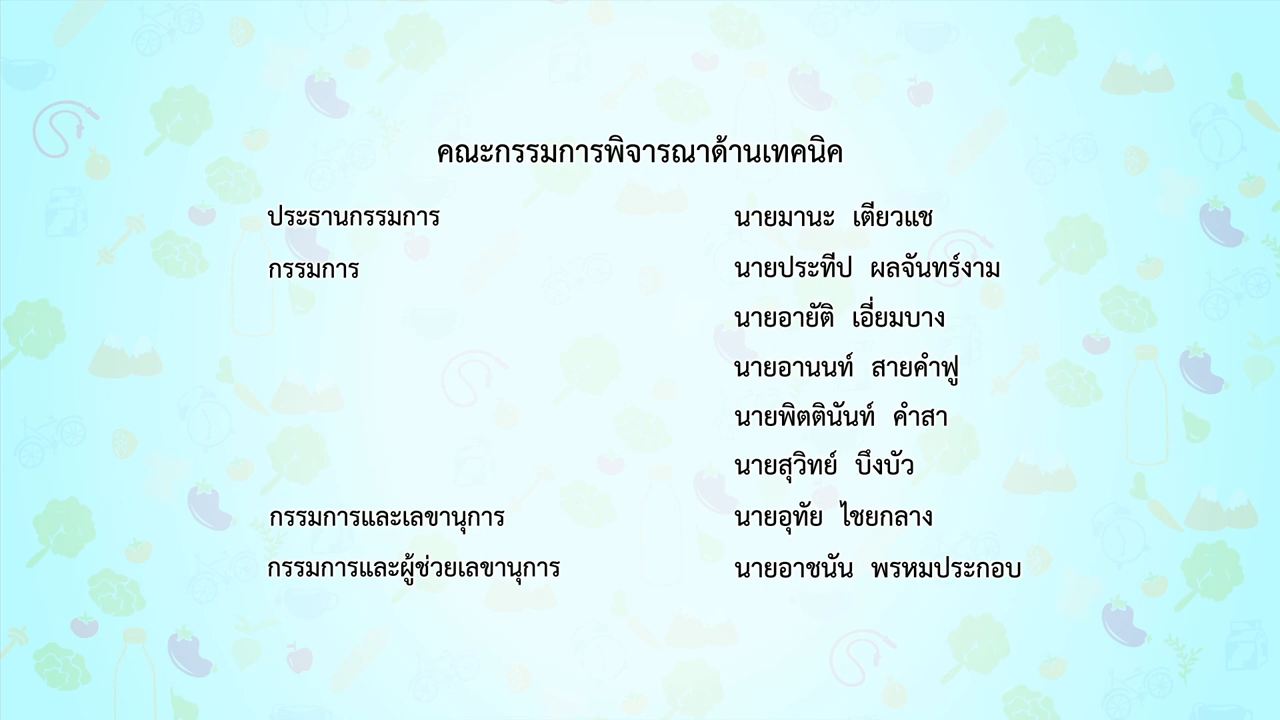 คณะกรรมการพิจารณาด้านเทคนิค
ประธานกรรมการ นายมานะ เตียวแช
กรรมการ นายประทีป ผลจันทร์งาม
นายอายัติ เอี่ยมบาง
นายอานนท์ สายคำฟู
นายพิตตินันท์ คำสา
นายสุวิทย์ บึงบัว
กรรมการและเลขานุการ นายอุทัย ไชยกลาง
กรรมการและผู้ช่วยเลขานุการ นายอาชนัน พรหมประกอบ